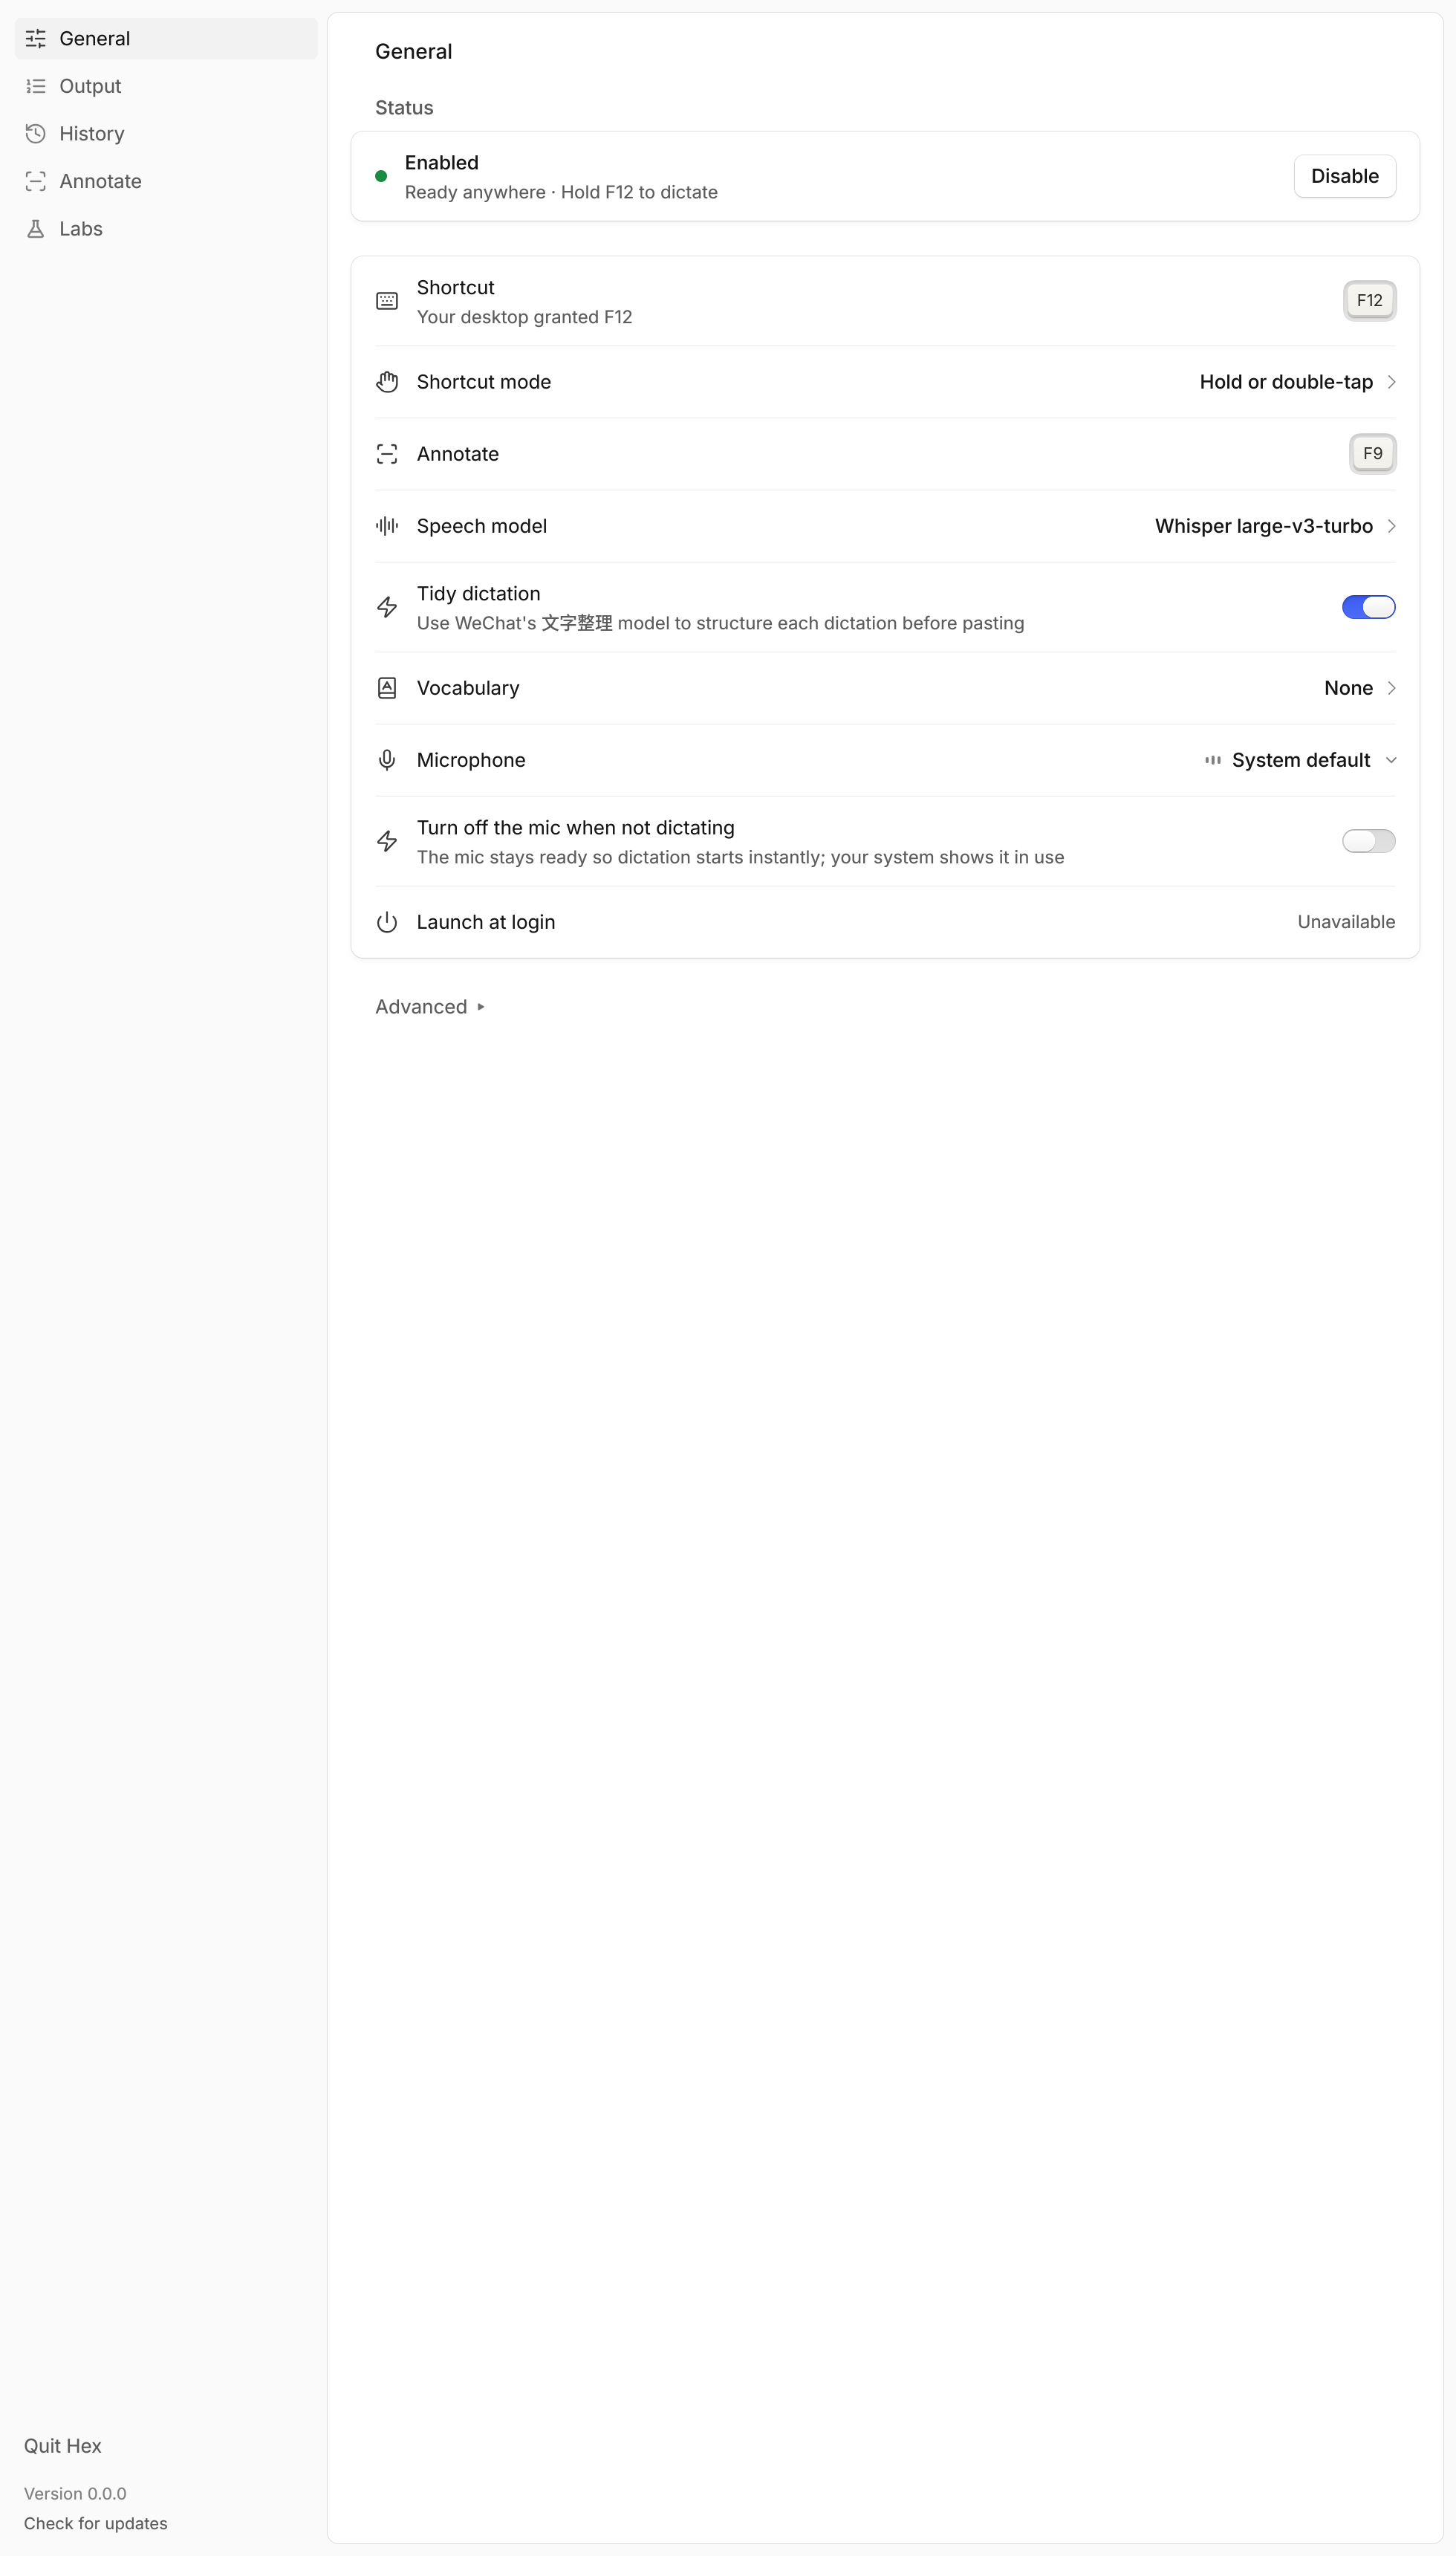 General
Output
History
Annotate
Labs
General
Status
Enabled
Ready anywhere · Hold F12 to dictate
Disable
Shortcut
Your desktop granted F12
F12
Shortcut mode
Hold or double-tap
Annotate
F9
Speech model
Whisper large-v3-turbo
Tidy dictation
Use WeChat's 文字整理 model to structure each dictation before pasting
Vocabulary
None
Microphone
System default
Turn off the mic when not dictating
The mic stays ready so dictation starts instantly; your system shows it in use
Launch at login
Unavailable
Advanced
Quit Hex
Version 0.0.0
Check for updates